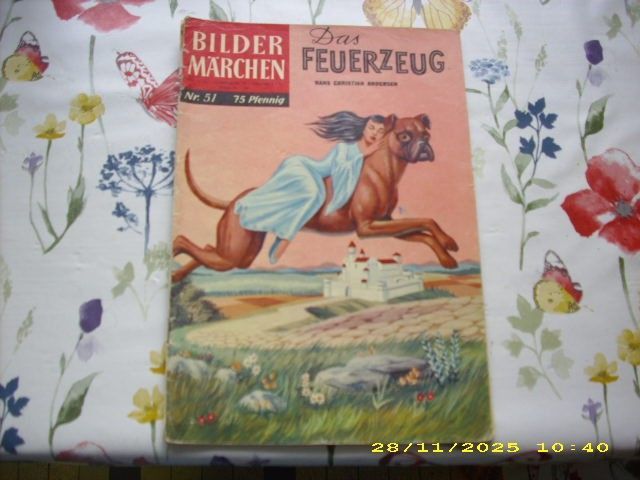 BILDER
MÄRCHEN
Nr. 51 75 Pfennig
Das
FEUERZEUG
HANS CHRISTIAN ANDERSEN
28/11/2025 10:40